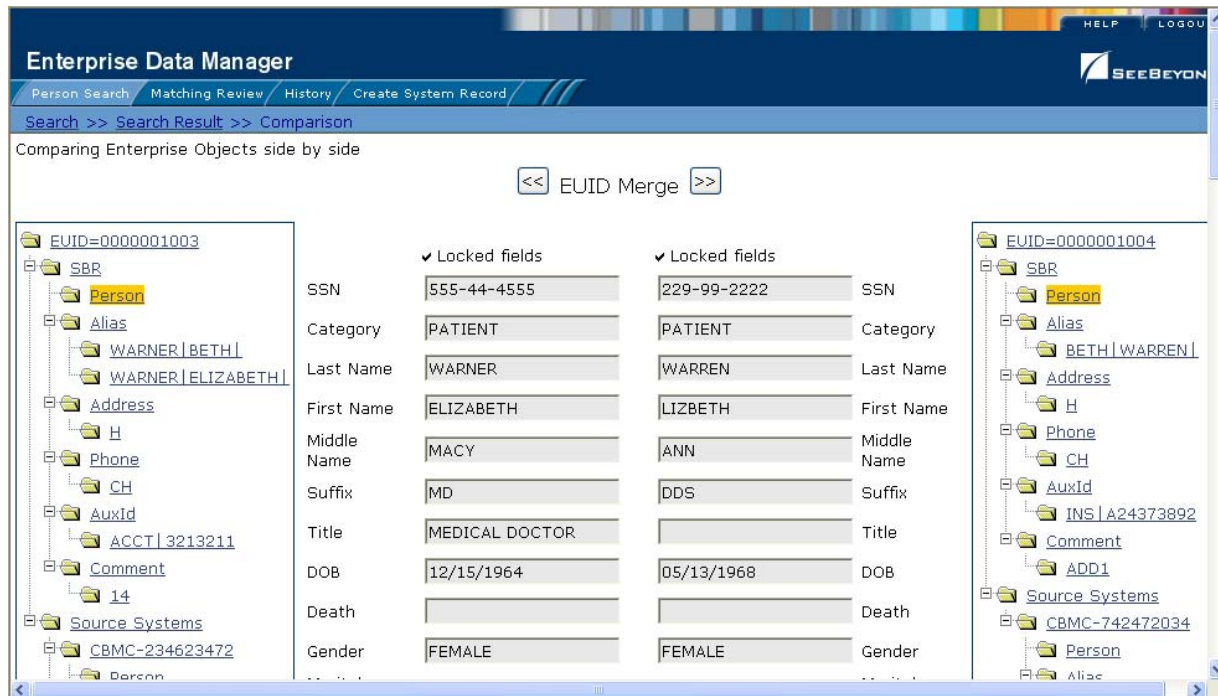 HELP LOGOU
Enterprise Data Manager
SEEBEYON
Person Search Matching Review History Create System Record
Search >> Search Result >> Comparison
Comparing Enterprise Objects side by side
<< EUID Merge >>
EUID=0000001003
SBR
Person
Alias
WARNER|BETH|
WARNER|ELIZABETH|
Address
H
Phone
CH
AuxId
ACCT|3213211
Comment
14
Source Systems
CBMC-234623472
Person
✓ Locked fields ✓ Locked fields
SSN 555-44-4555 229-99-2222 SSN
Category PATIENT PATIENT Category
Last Name WARNER WARREN Last Name
First Name ELIZABETH LIZBETH First Name
Middle Name MACY ANN Middle Name
Suffix MD DDS Suffix
Title MEDICAL DOCTOR Title
DOB 12/15/1964 05/13/1968 DOB
Death Death
Gender FEMALE FEMALE Gender
EUID=0000001004
SBR
Person
Alias
BETH|WARREN|
Address
H
Phone
CH
AuxId
INS|A24373892
Comment
ADD1
Source Systems
CBMC-742472034
Person
Alias